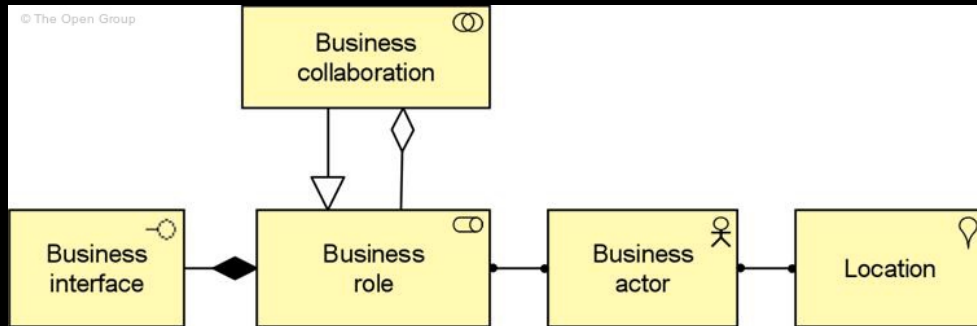 © The Open Group
Business
collaboration
Business
interface
Business
role
Business
actor
Location